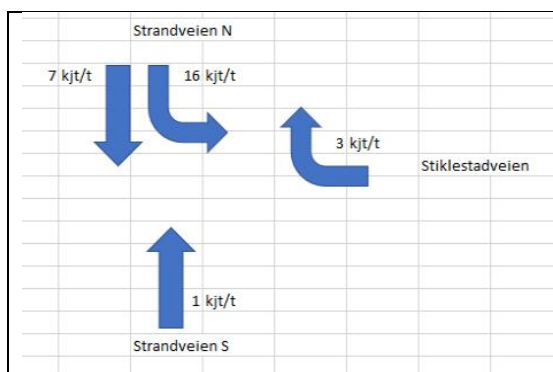 Strandveien N
7 kjt/t
16 kjt/t
3 kjt/t
Stiklestadveien
1 kjt/t
Strandveien S